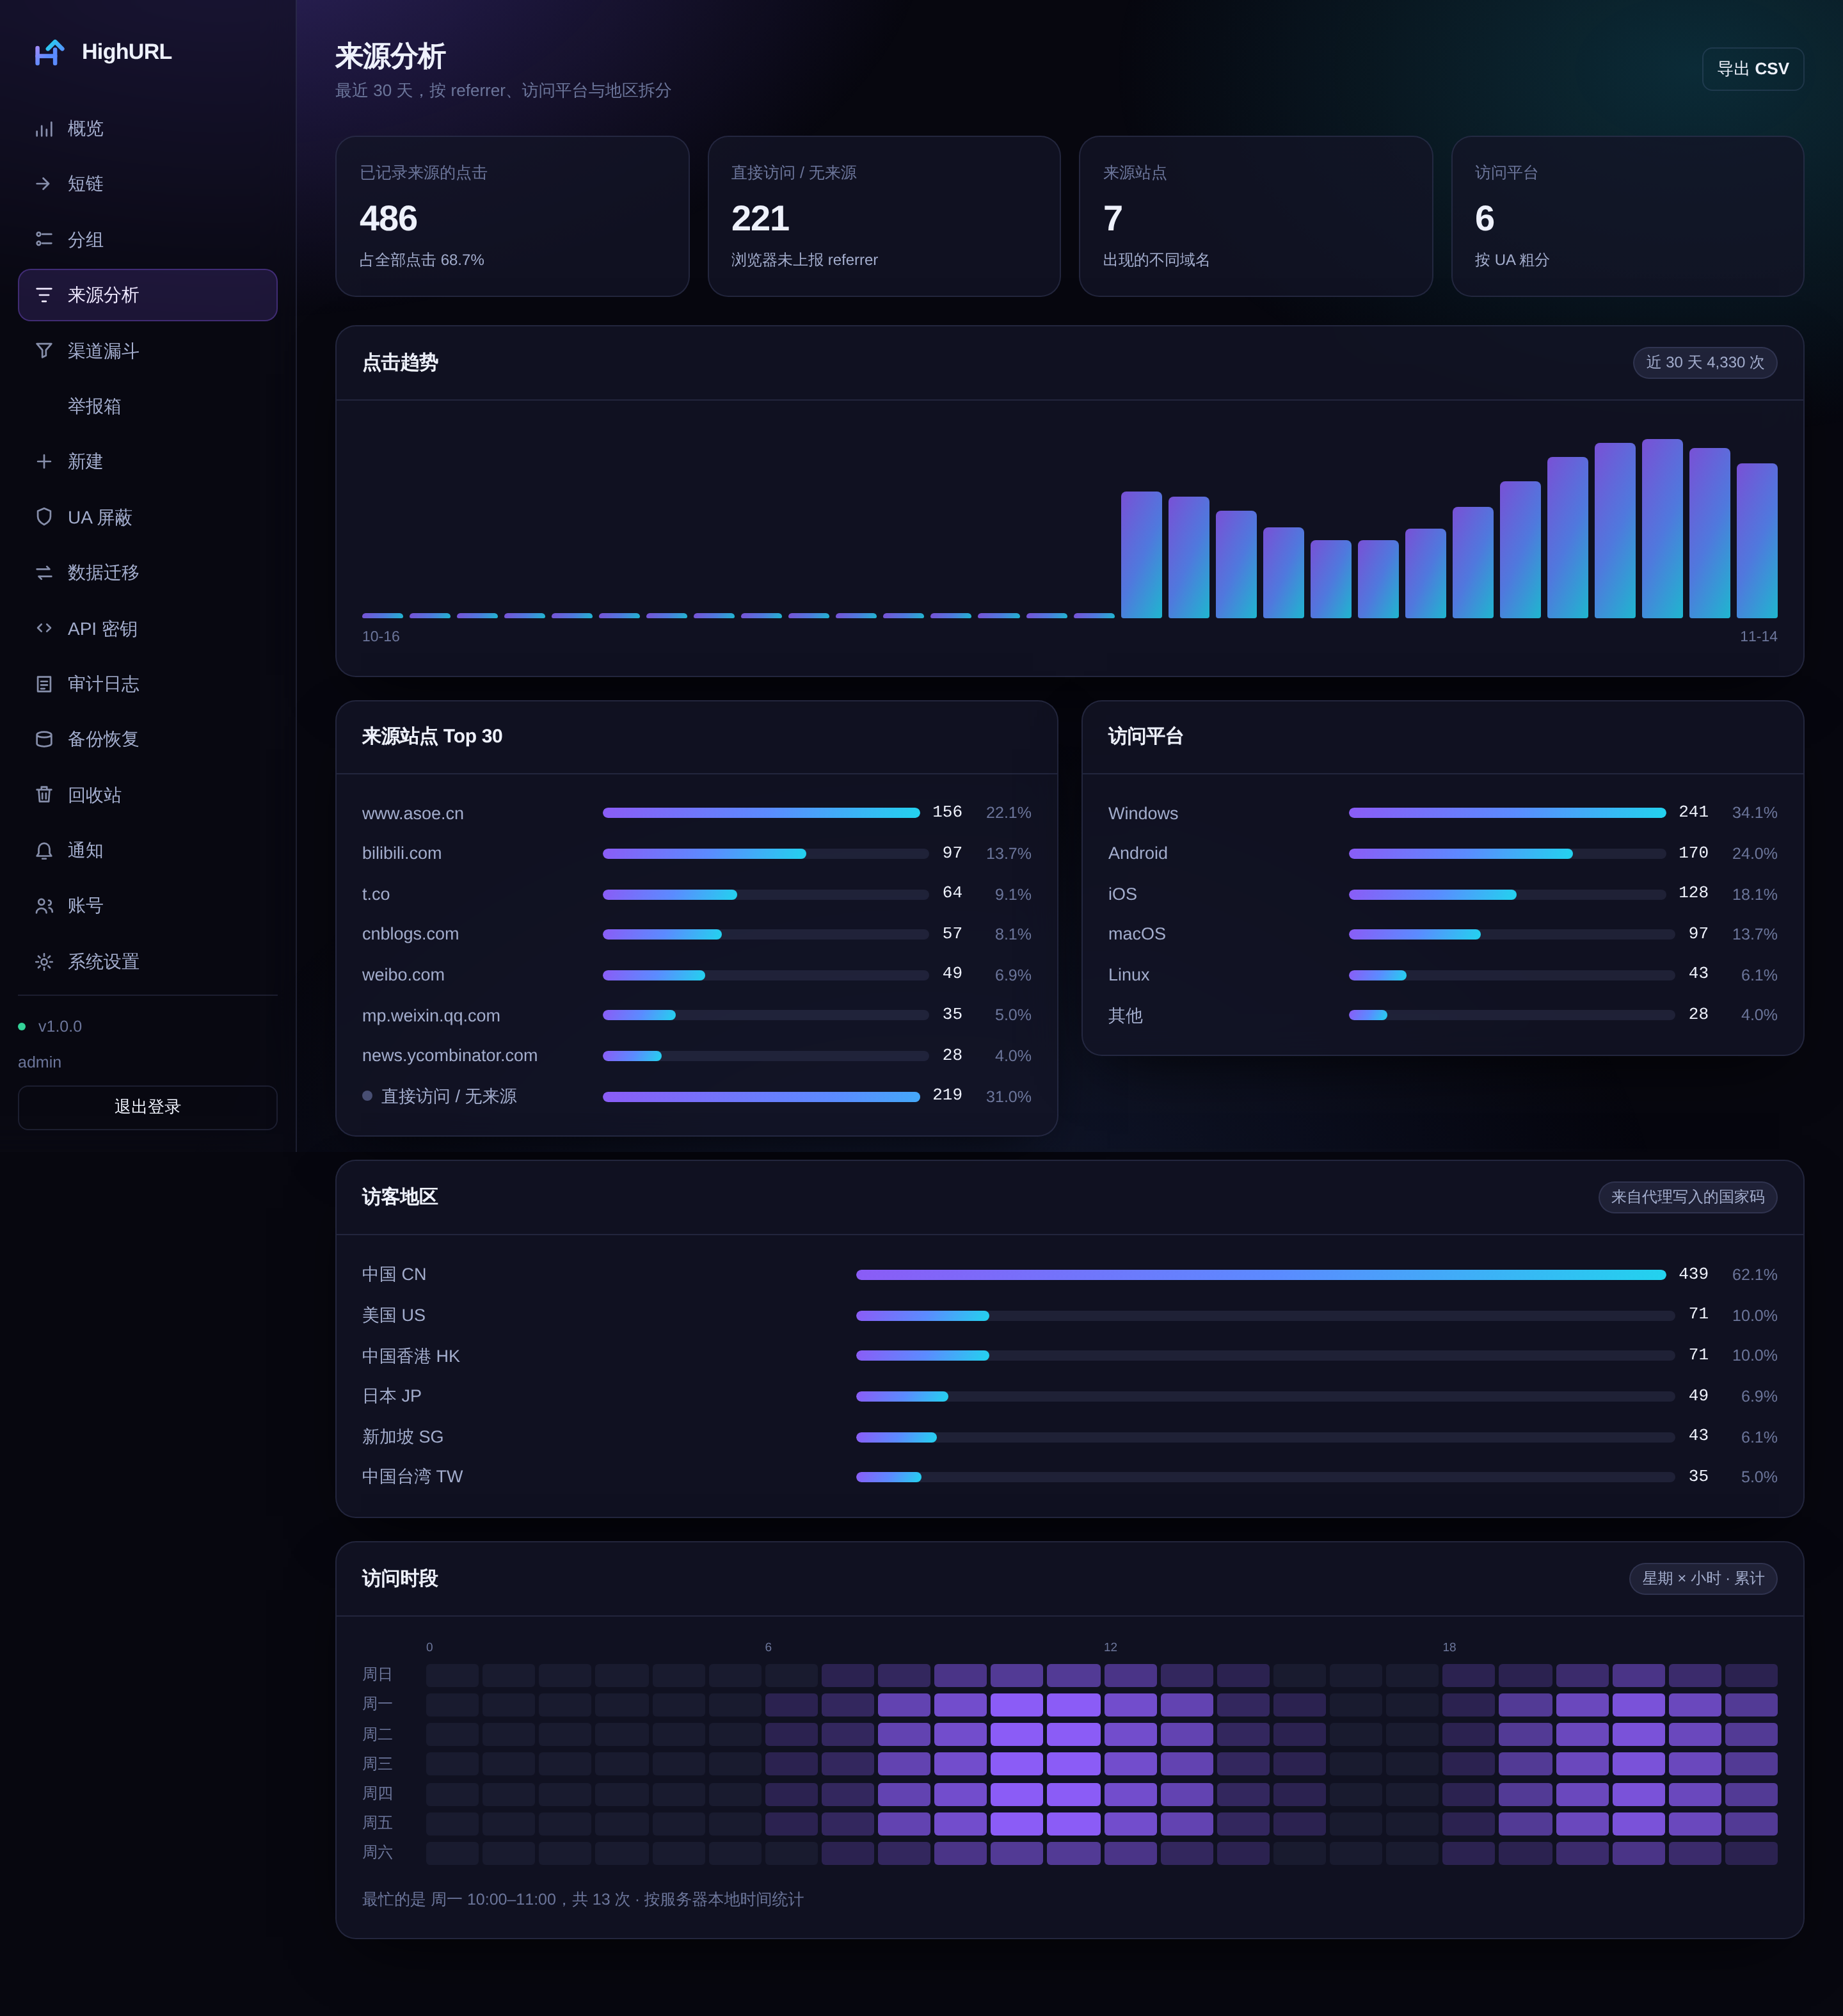 HighURL
概览
短链
分组
来源分析
渠道漏斗
举报箱
新建
UA 屏蔽
数据迁移
API 密钥
审计日志
备份恢复
回收站
通知
账号
系统设置
v1.0.0
admin
退出登录
来源分析
最近 30 天，按 referrer、访问平台与地区拆分
导出 CSV
已记录来源的点击
486
占全部点击 68.7%
直接访问 / 无来源
221
浏览器未上报 referrer
来源站点
7
出现的不同域名
访问平台
6
按 UA 粗分
点击趋势
近 30 天 4,330 次
10-16 11-14
来源站点 Top 30
www.asoe.cn 156 22.1%
bilibili.com 97 13.7%
t.co 64 9.1%
cnblogs.com 57 8.1%
weibo.com 49 6.9%
mp.weixin.qq.com 35 5.0%
news.ycombinator.com 28 4.0%
直接访问 / 无来源 219 31.0%
访问平台
Windows 241 34.1%
Android 170 24.0%
iOS 128 18.1%
macOS 97 13.7%
Linux 43 6.1%
其他 28 4.0%
访客地区
来自代理写入的国家码
中国 CN 439 62.1%
美国 US 71 10.0%
中国香港 HK 71 10.0%
日本 JP 49 6.9%
新加坡 SG 43 6.1%
中国台湾 TW 35 5.0%
访问时段
星期 × 小时 · 累计
0 6 12 18
周日
周一
周二
周三
周四
周五
周六
最忙的是 周一 10:00–11:00，共 13 次 · 按服务器本地时间统计